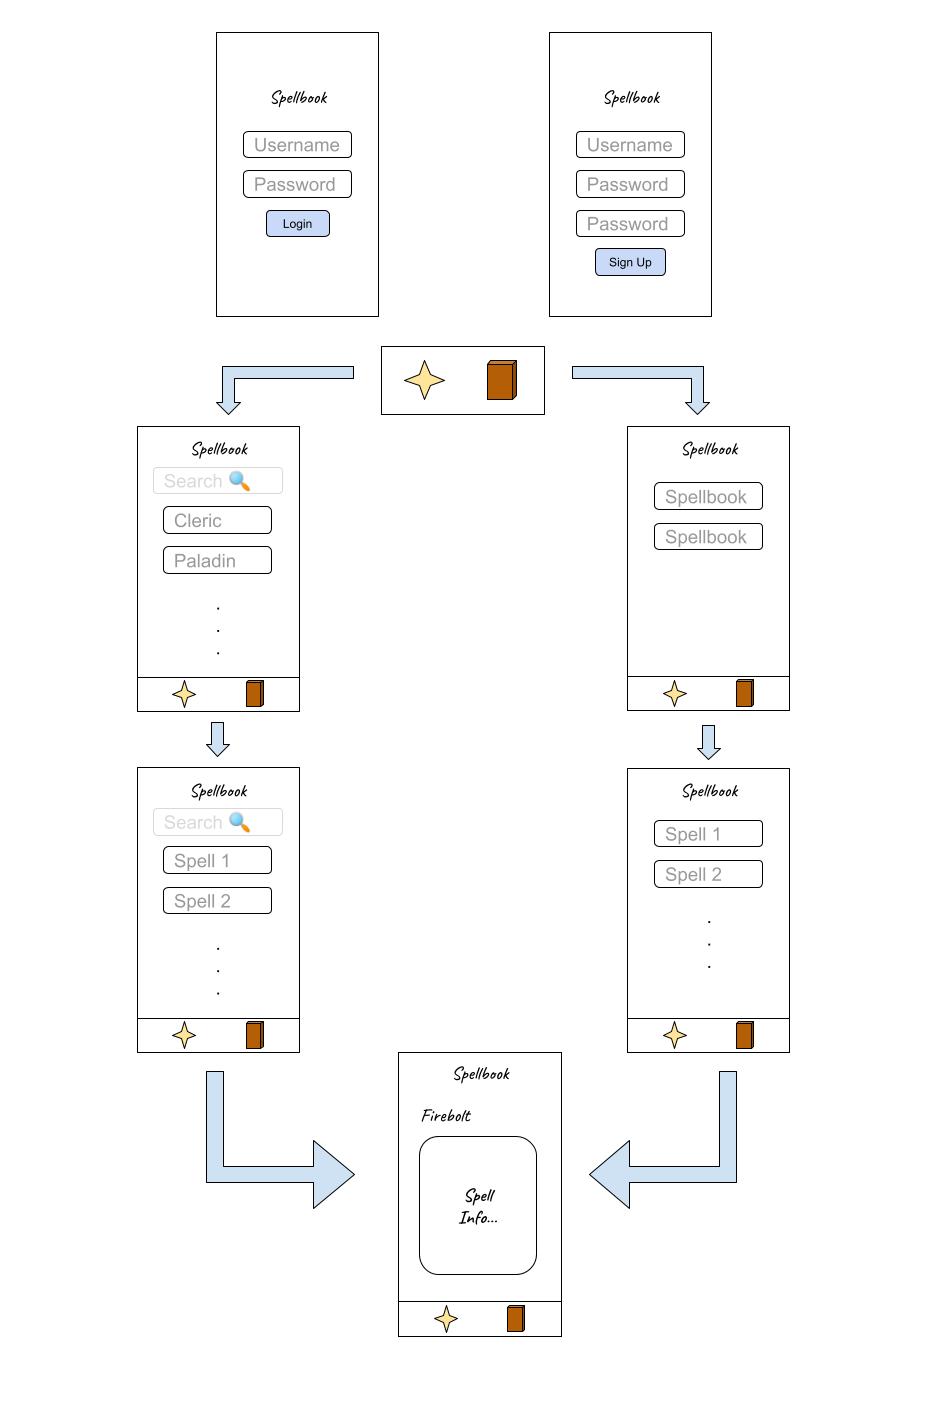 Spellbook
Username
Password
Login
Spellbook
Username
Password
Password
Sign Up
Spellbook
Search
Cleric
Paladin
.
.
.
Spellbook
Spellbook
Spellbook
Spellbook
Search
Spell 1
Spell 2
.
.
.
Spellbook
Spell 1
Spell 2
.
.
.
Spellbook
Firebolt
Spell
Info...